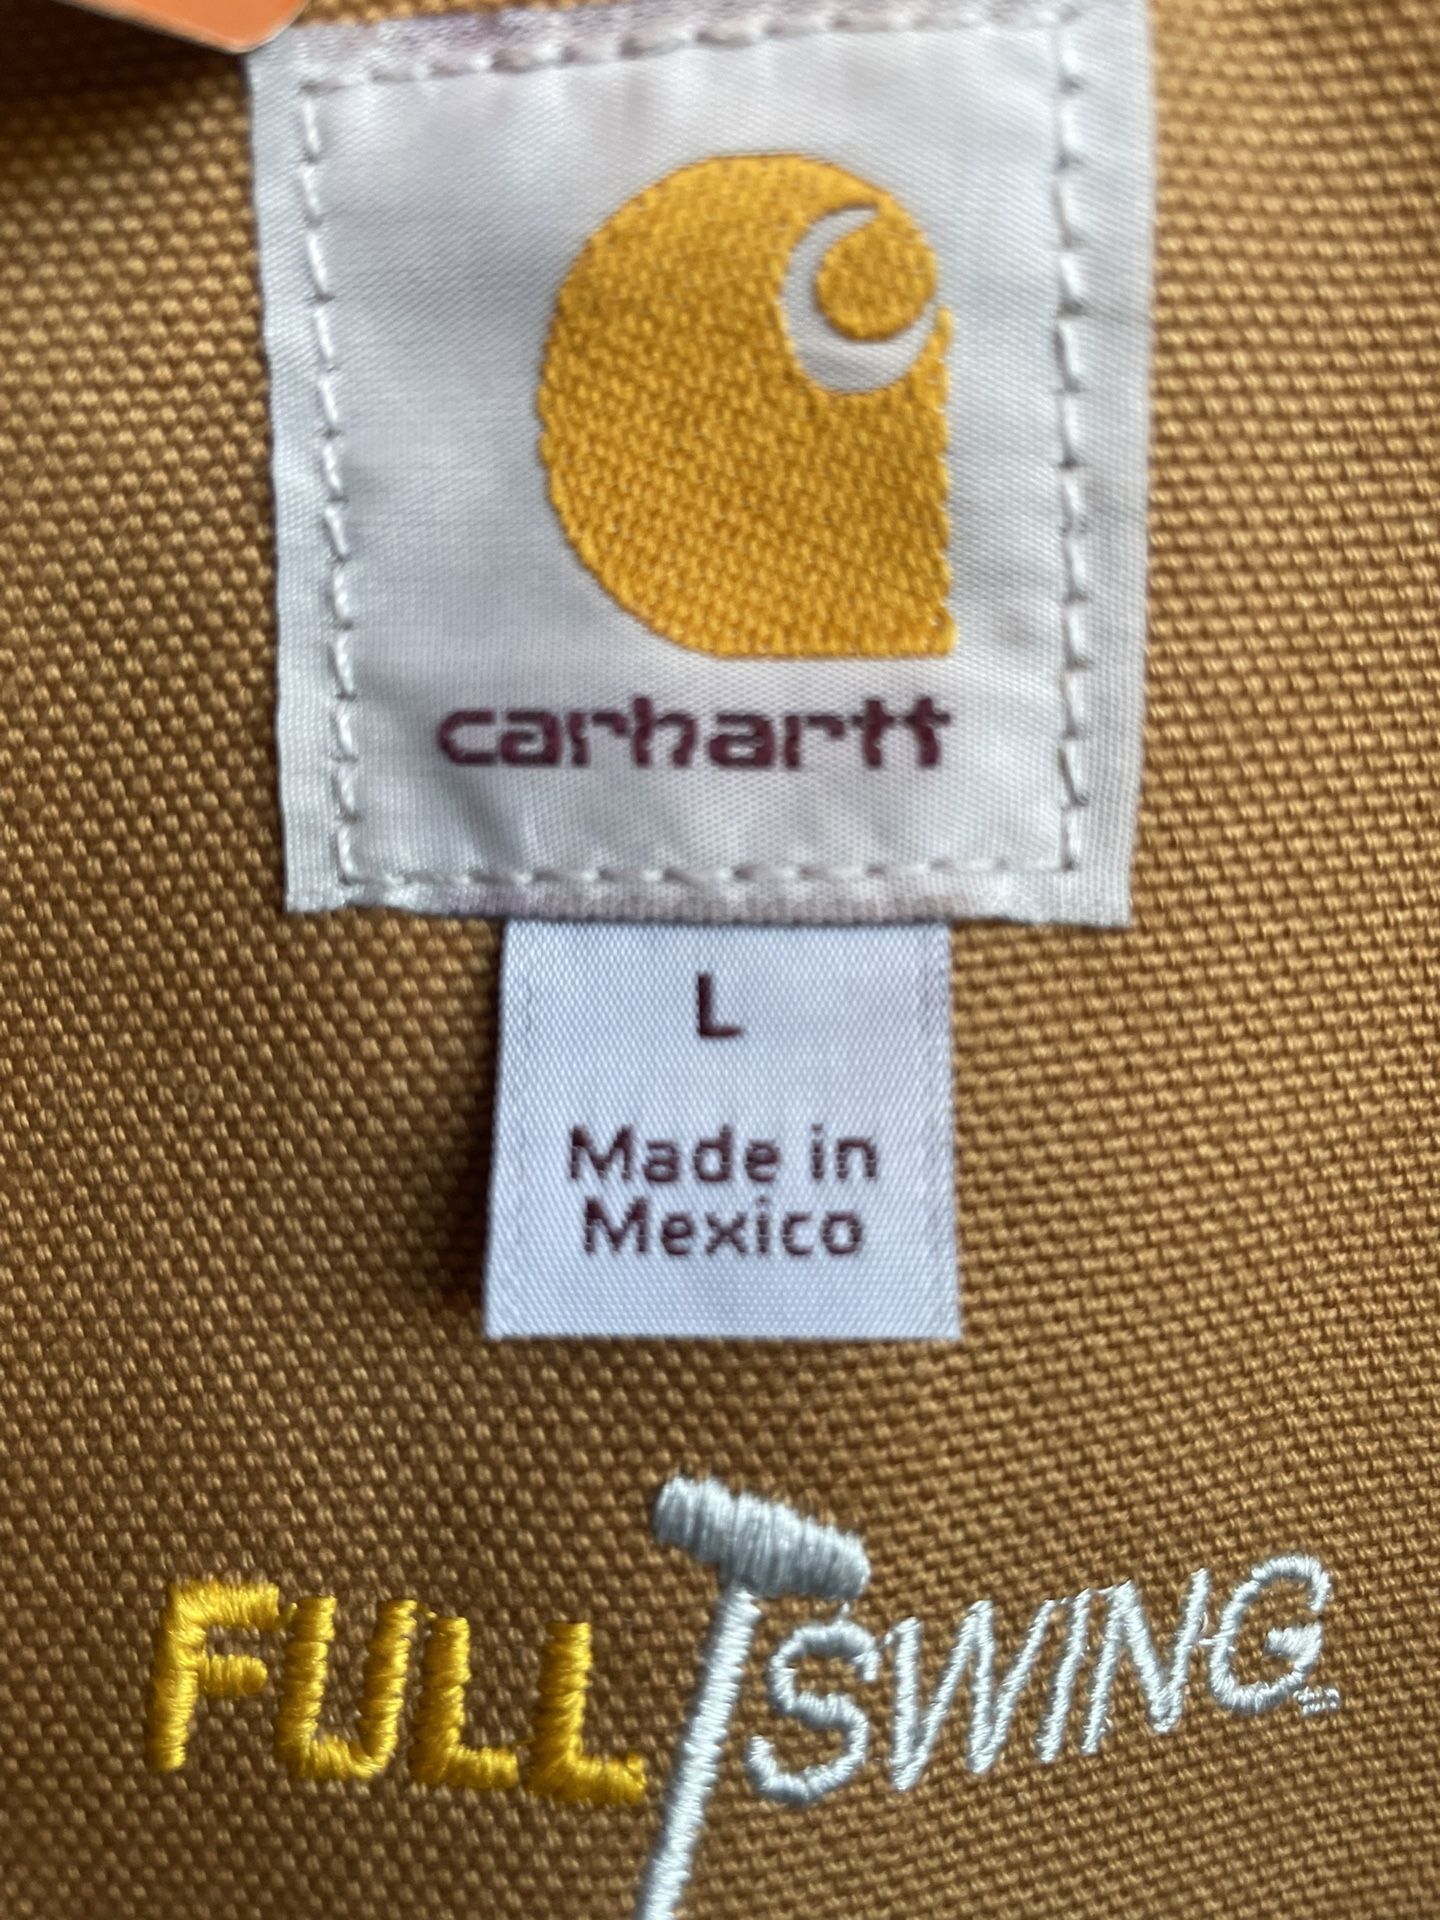 carhartt
L
Made in
Mexico
FULL SWING